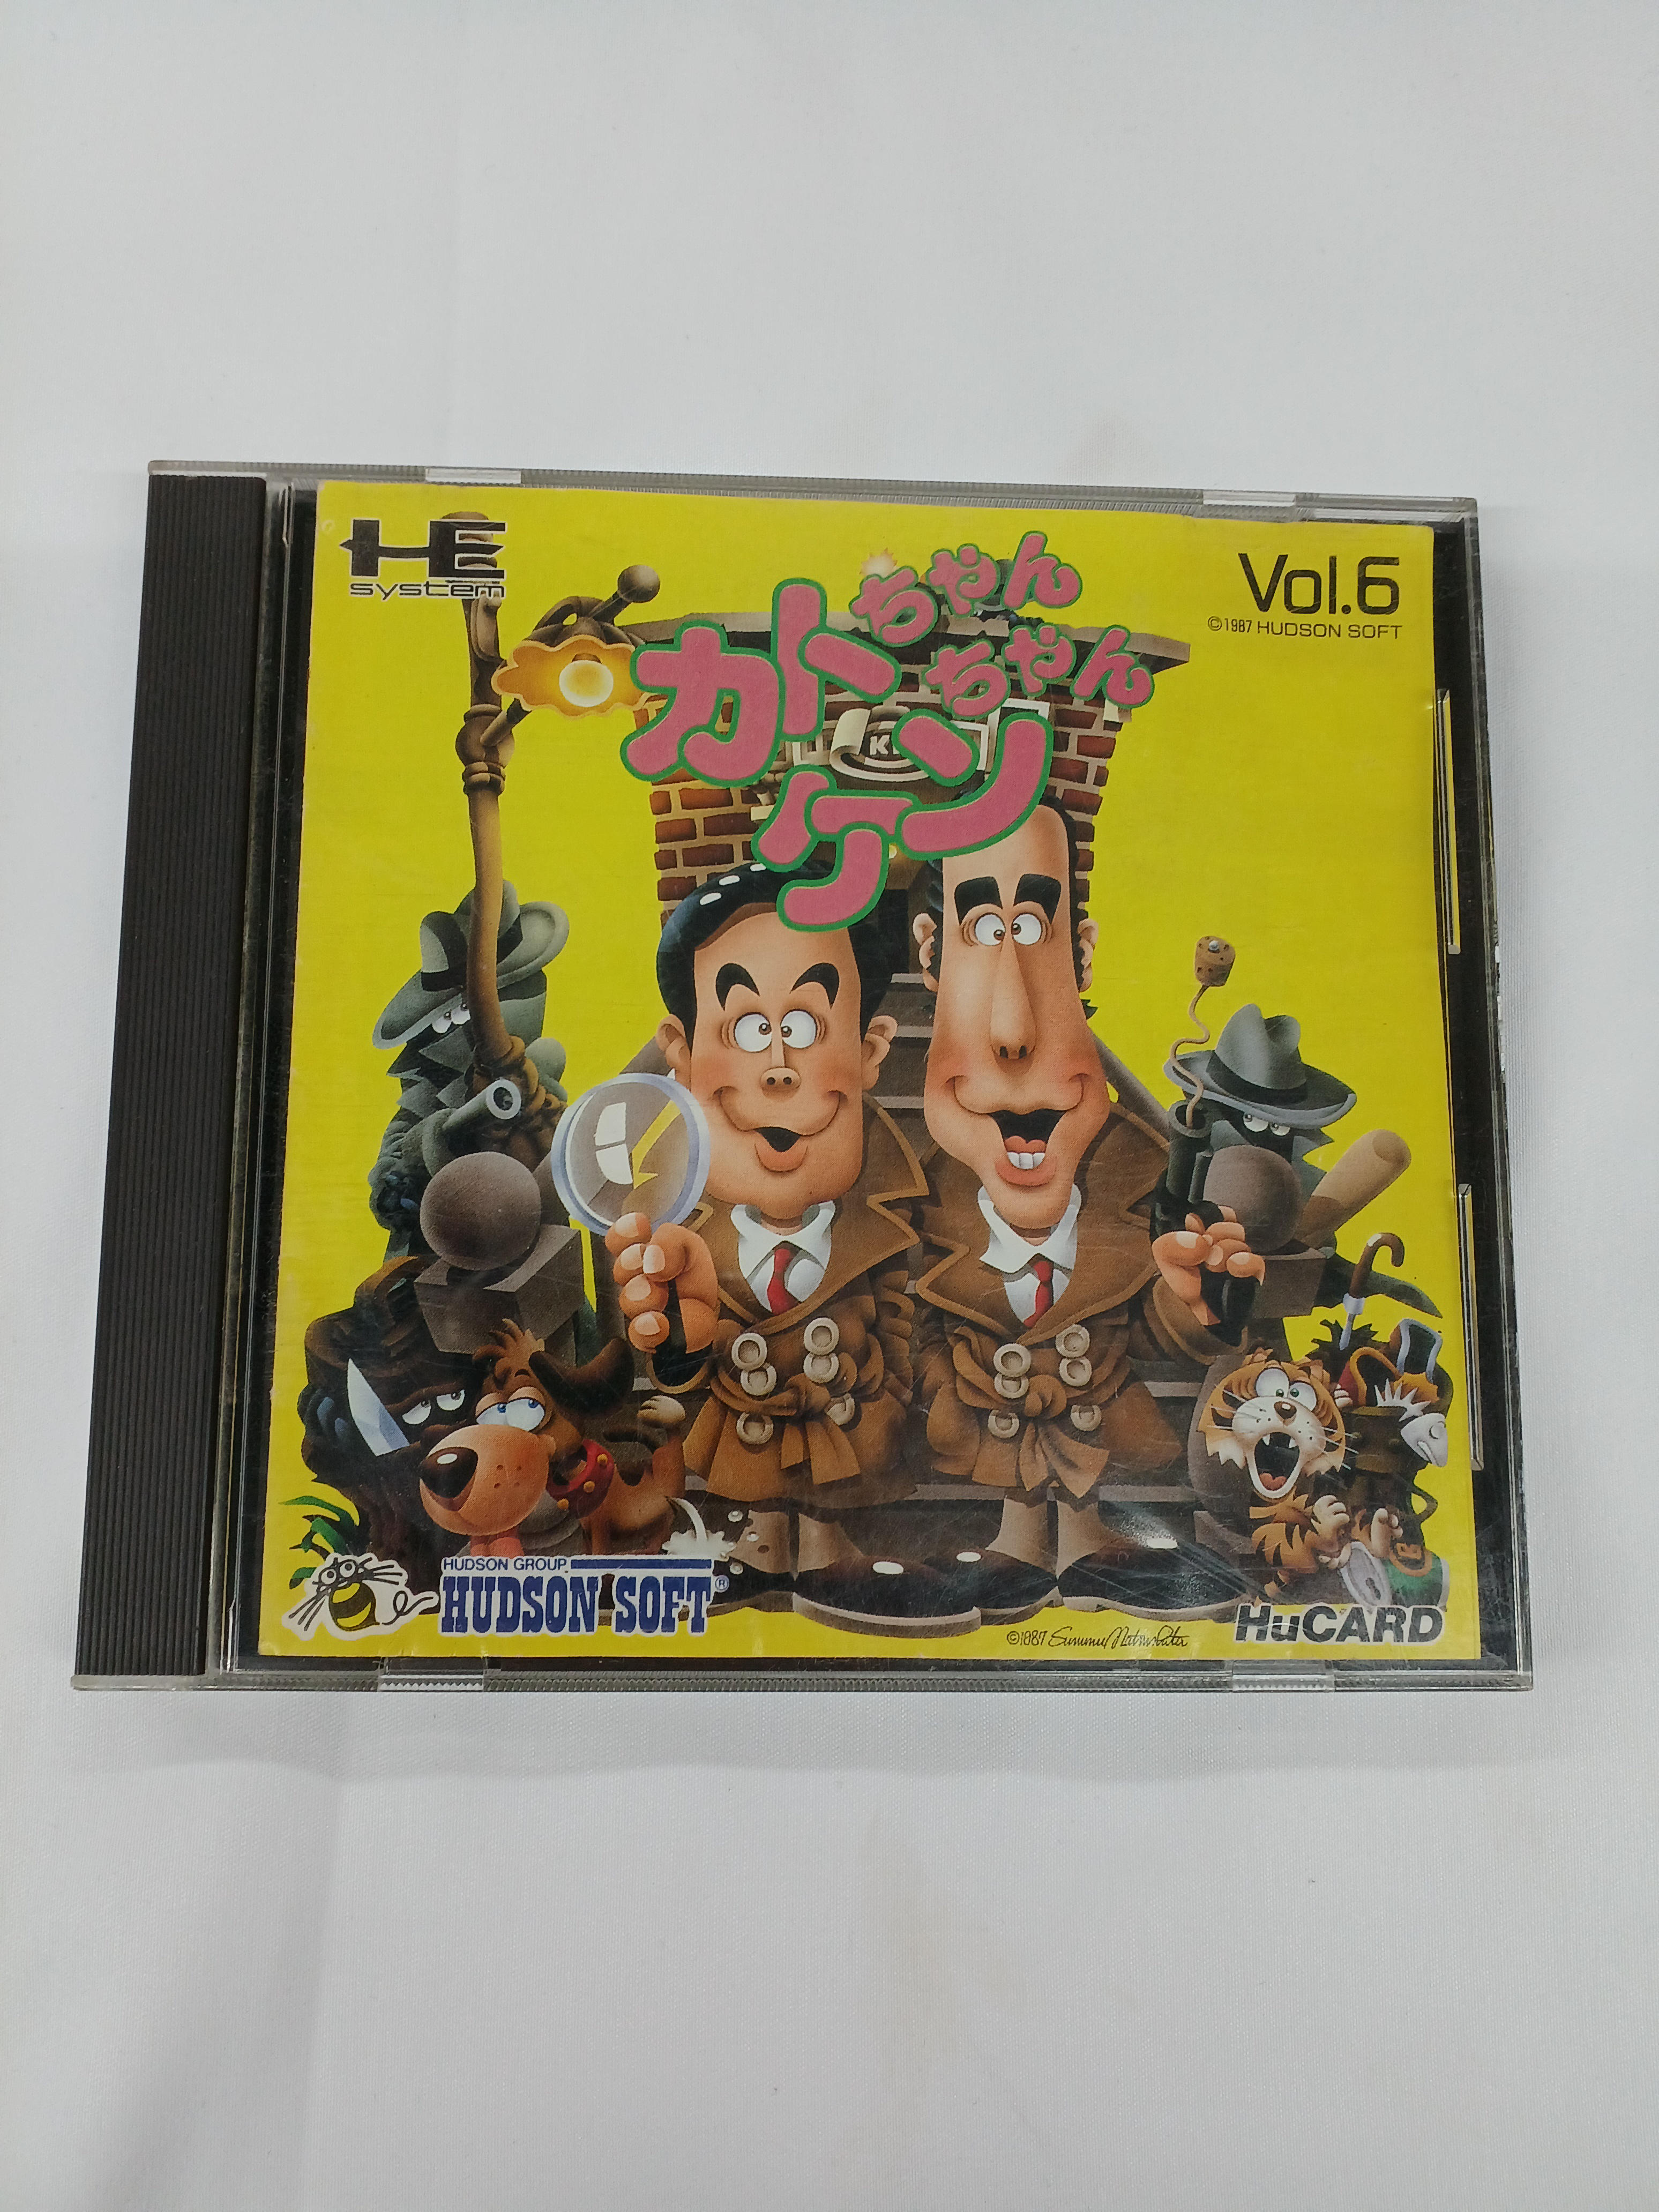 HE
system
Vol.6
©1987 HUDSON SOFT
カトちゃん
ケンちゃん
HUDSON GROUP
HUDSON SOFT®
©1987
HuCARD